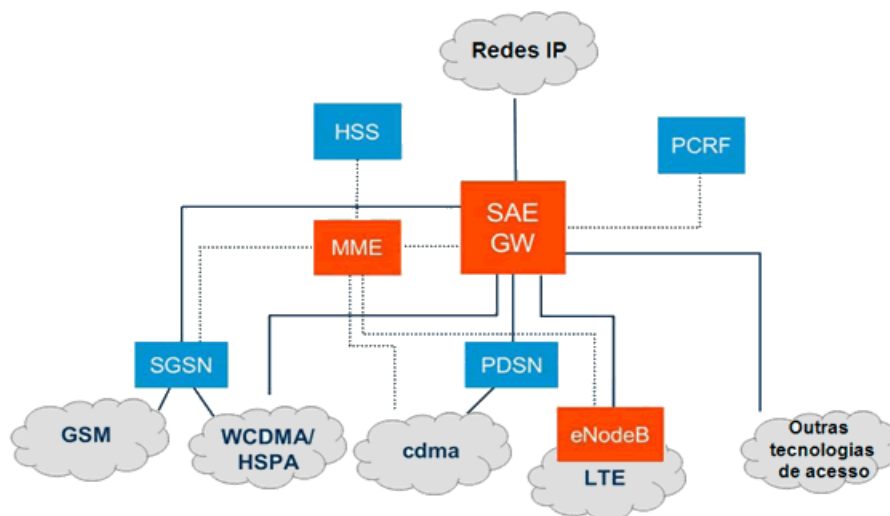 Redes IP
HSS
PCRF
SAE
GW
MME
SGSN
PDSN
GSM
WCDMA/
HSPA
cdma
eNodeB
LTE
Outras
tecnologias
de acesso